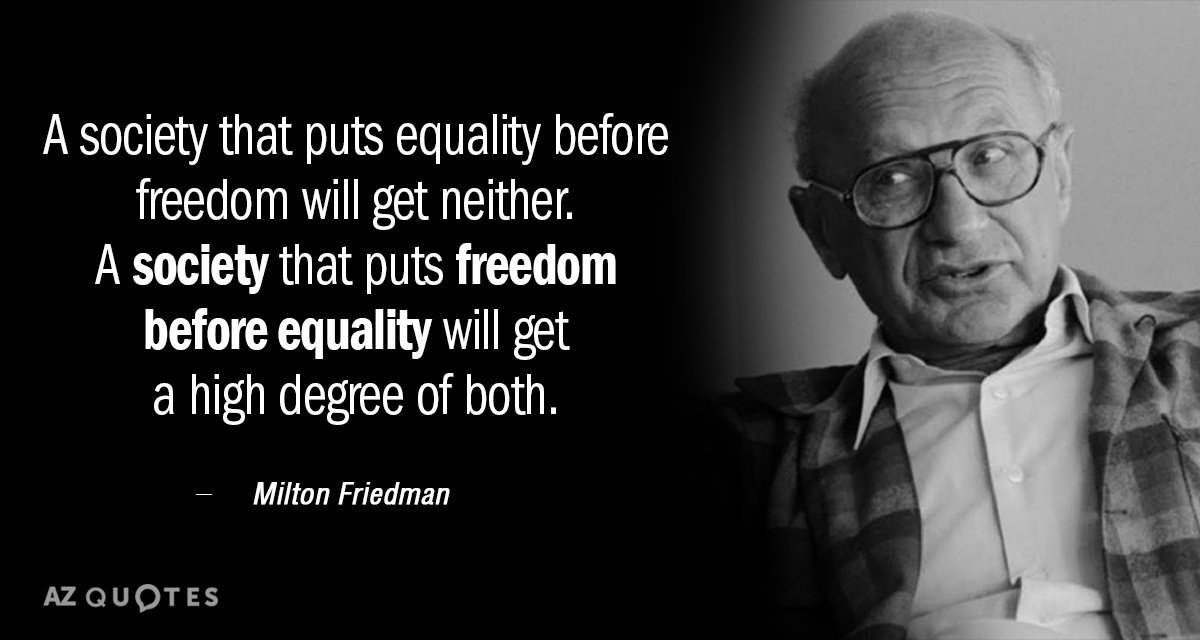 A society that puts equality before
freedom will get neither.
A society that puts freedom
before equality will get
a high degree of both.
– Milton Friedman
AZ QUOTES